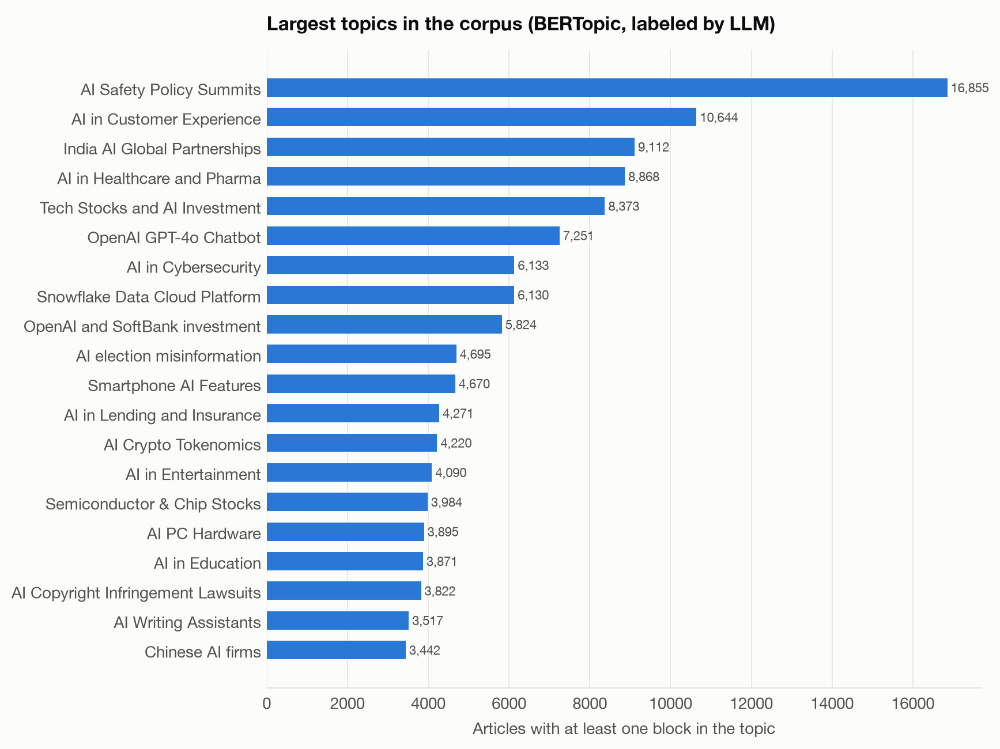 Largest topics in the corpus (BERTopic, labeled by LLM)
AI Safety Policy Summits 16,855
AI in Customer Experience 10,644
India AI Global Partnerships 9,112
AI in Healthcare and Pharma 8,868
Tech Stocks and AI Investment 8,373
OpenAI GPT-4o Chatbot 7,251
AI in Cybersecurity 6,133
Snowflake Data Cloud Platform 6,130
OpenAI and SoftBank investment 5,824
AI election misinformation 4,695
Smartphone AI Features 4,670
AI in Lending and Insurance 4,271
AI Crypto Tokenomics 4,220
AI in Entertainment 4,090
Semiconductor & Chip Stocks 3,984
AI PC Hardware 3,895
AI in Education 3,871
AI Copyright Infringement Lawsuits 3,822
AI Writing Assistants 3,517
Chinese AI firms 3,442
0 2000 4000 6000 8000 10000 12000 14000 16000
Articles with at least one block in the topic